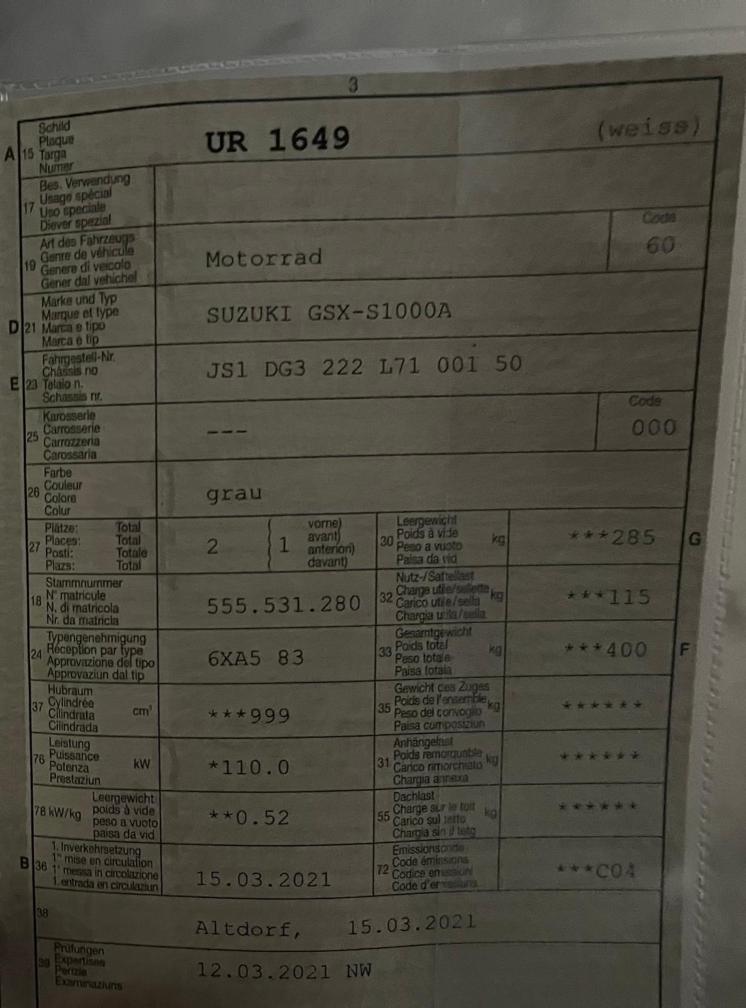 3
A 15 Schild
Plaque
Targa
Numer
UR 1649 (weiss)
17 Bes. Verwendung
Usage spécial
Uso speciale
Diever spezial
19 Art des Fahrzeugs
Genre de véhicule
Genere di veicolo
Gener dal vehichel
Motorrad
Code
60
D 21 Marke und Typ
Marque et type
Marca e tipo
Marca e tip
SUZUKI GSX-S1000A
E 23 Fahrgestell-Nr.
Châssis no
Telaio n.
Schassis nr.
JS1 DG3 222 L71 001 50
25 Karosserie
Carrosserie
Carrozzeria
Carossaria
---
Code
000
26 Farbe
Couleur
Colore
Colur
grau
27 Plätze: Total
Places: Total
Posti: Totale
Plazs: Total
2 { 1 vorne)
avant)
anteriori)
davant)
30 Leergewicht
Poids à vide
Peso a vuoto
Paisa da vid
kg
***285 G
18 Stammnummer
N° matricule
N. di matricola
Nr. da matricla
555.531.280
32 Nutz-/Sattellast
Charge utile/sellette
Carico utile/sella
Chargia utila/sella
kg
***115
24 Typengenehmigung
Réception par type
Approvazione del tipo
Approvaziun dal tip
6XA5 83
33 Gesamtgewicht
Poids total
Peso totale
Paisa totala
kg
***400 F
37 Hubraum
Cylindrée
Cilindrata
Cilindrada
cm³
***999
35 Gewicht des Zuges
Poids de l'ensemble
Peso del convoglio
Paisa cumposiziun
kg
******
76 Leistung
Puissance
Potenza
Prestaziun
kW
*110.0
31 Anhängelast
Poids remorquable
Carico rimorchiato
Chargia annexa
kg
******
78 kW/kg Leergewicht
poids à vide
peso a vuoto
paisa da vid
**0.52
55 Dachlast
Charge sur le toit
Carico sul tetto
Chargia sin il tetg
kg
******
B 36 1. Inverkehrsetzung
1re mise en circulation
1a messa in circolazione
1. entrada en circulaziun
15.03.2021
72 Emissionscode
Code émissions
Codice emissioni
Code d'emissiuns
***C04
38
Altdorf, 15.03.2021
39 Prüfungen
Expertises
Perizie
Examinaziuns
12.03.2021 NW